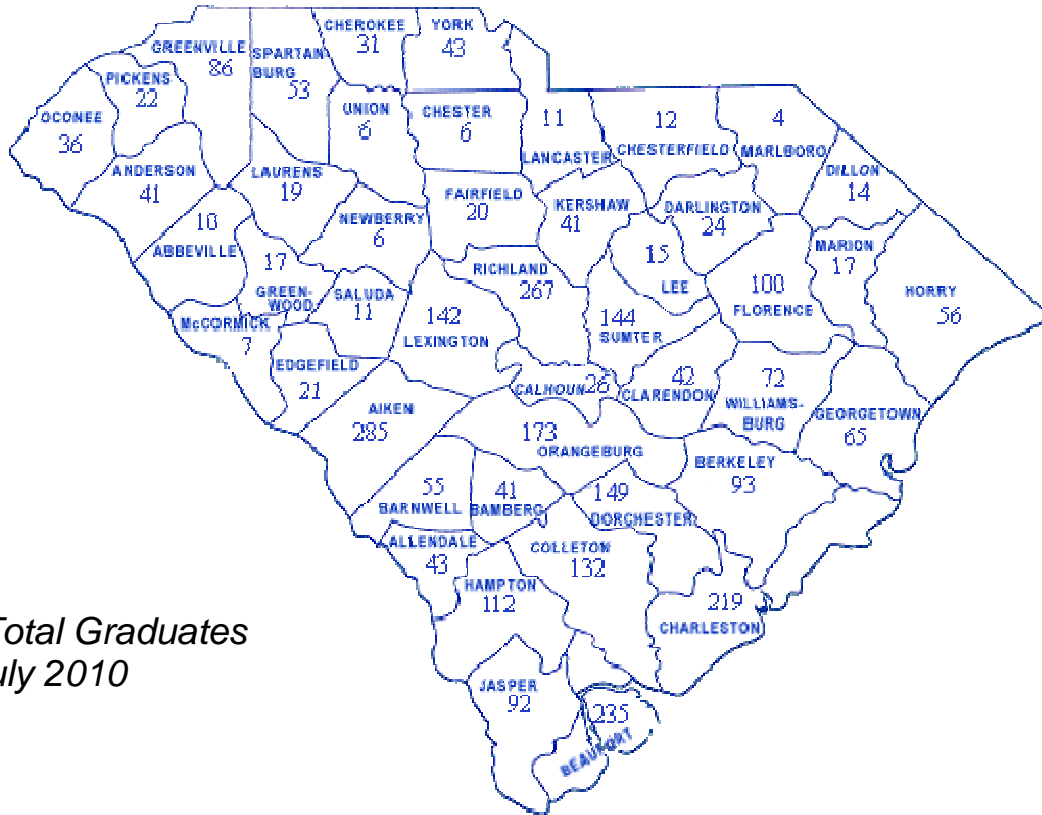 CHEROKEE
31
YORK
43
GREENVILLE
86
SPARTAN-
BURG
53
PICKENS
22
UNION
6
CHESTER
6
11
LANCASTER
12
CHESTERFIELD
4
MARLBORO
OCONEE
36
ANDERSON
41
LAURENS
19
FAIRFIELD
20
KERSHAW
41
DARLINGTON
24
DILLON
14
10
ABBEVILLE
NEWBERRY
6
17
GREEN-
WOOD
SALUDA
11
RICHLAND
267
15
LEE
100
FLORENCE
MARION
17
HORRY
56
McCORMICK
7
142
LEXINGTON
144
SUMTER
EDGEFIELD
21
CALHOUN 26
42
CLARENDON
72
WILLIAMS-
BURG
GEORGETOWN
65
AIKEN
285
173
ORANGEBURG
BERKELEY
93
55
BARNWELL
41
BAMBERG
149
DORCHESTER
ALLENDALE
43
COLLETON
132
HAMPTON
112
219
CHARLESTON
Total Graduates
uly 2010
JASPER
92
235
BEAUFORT